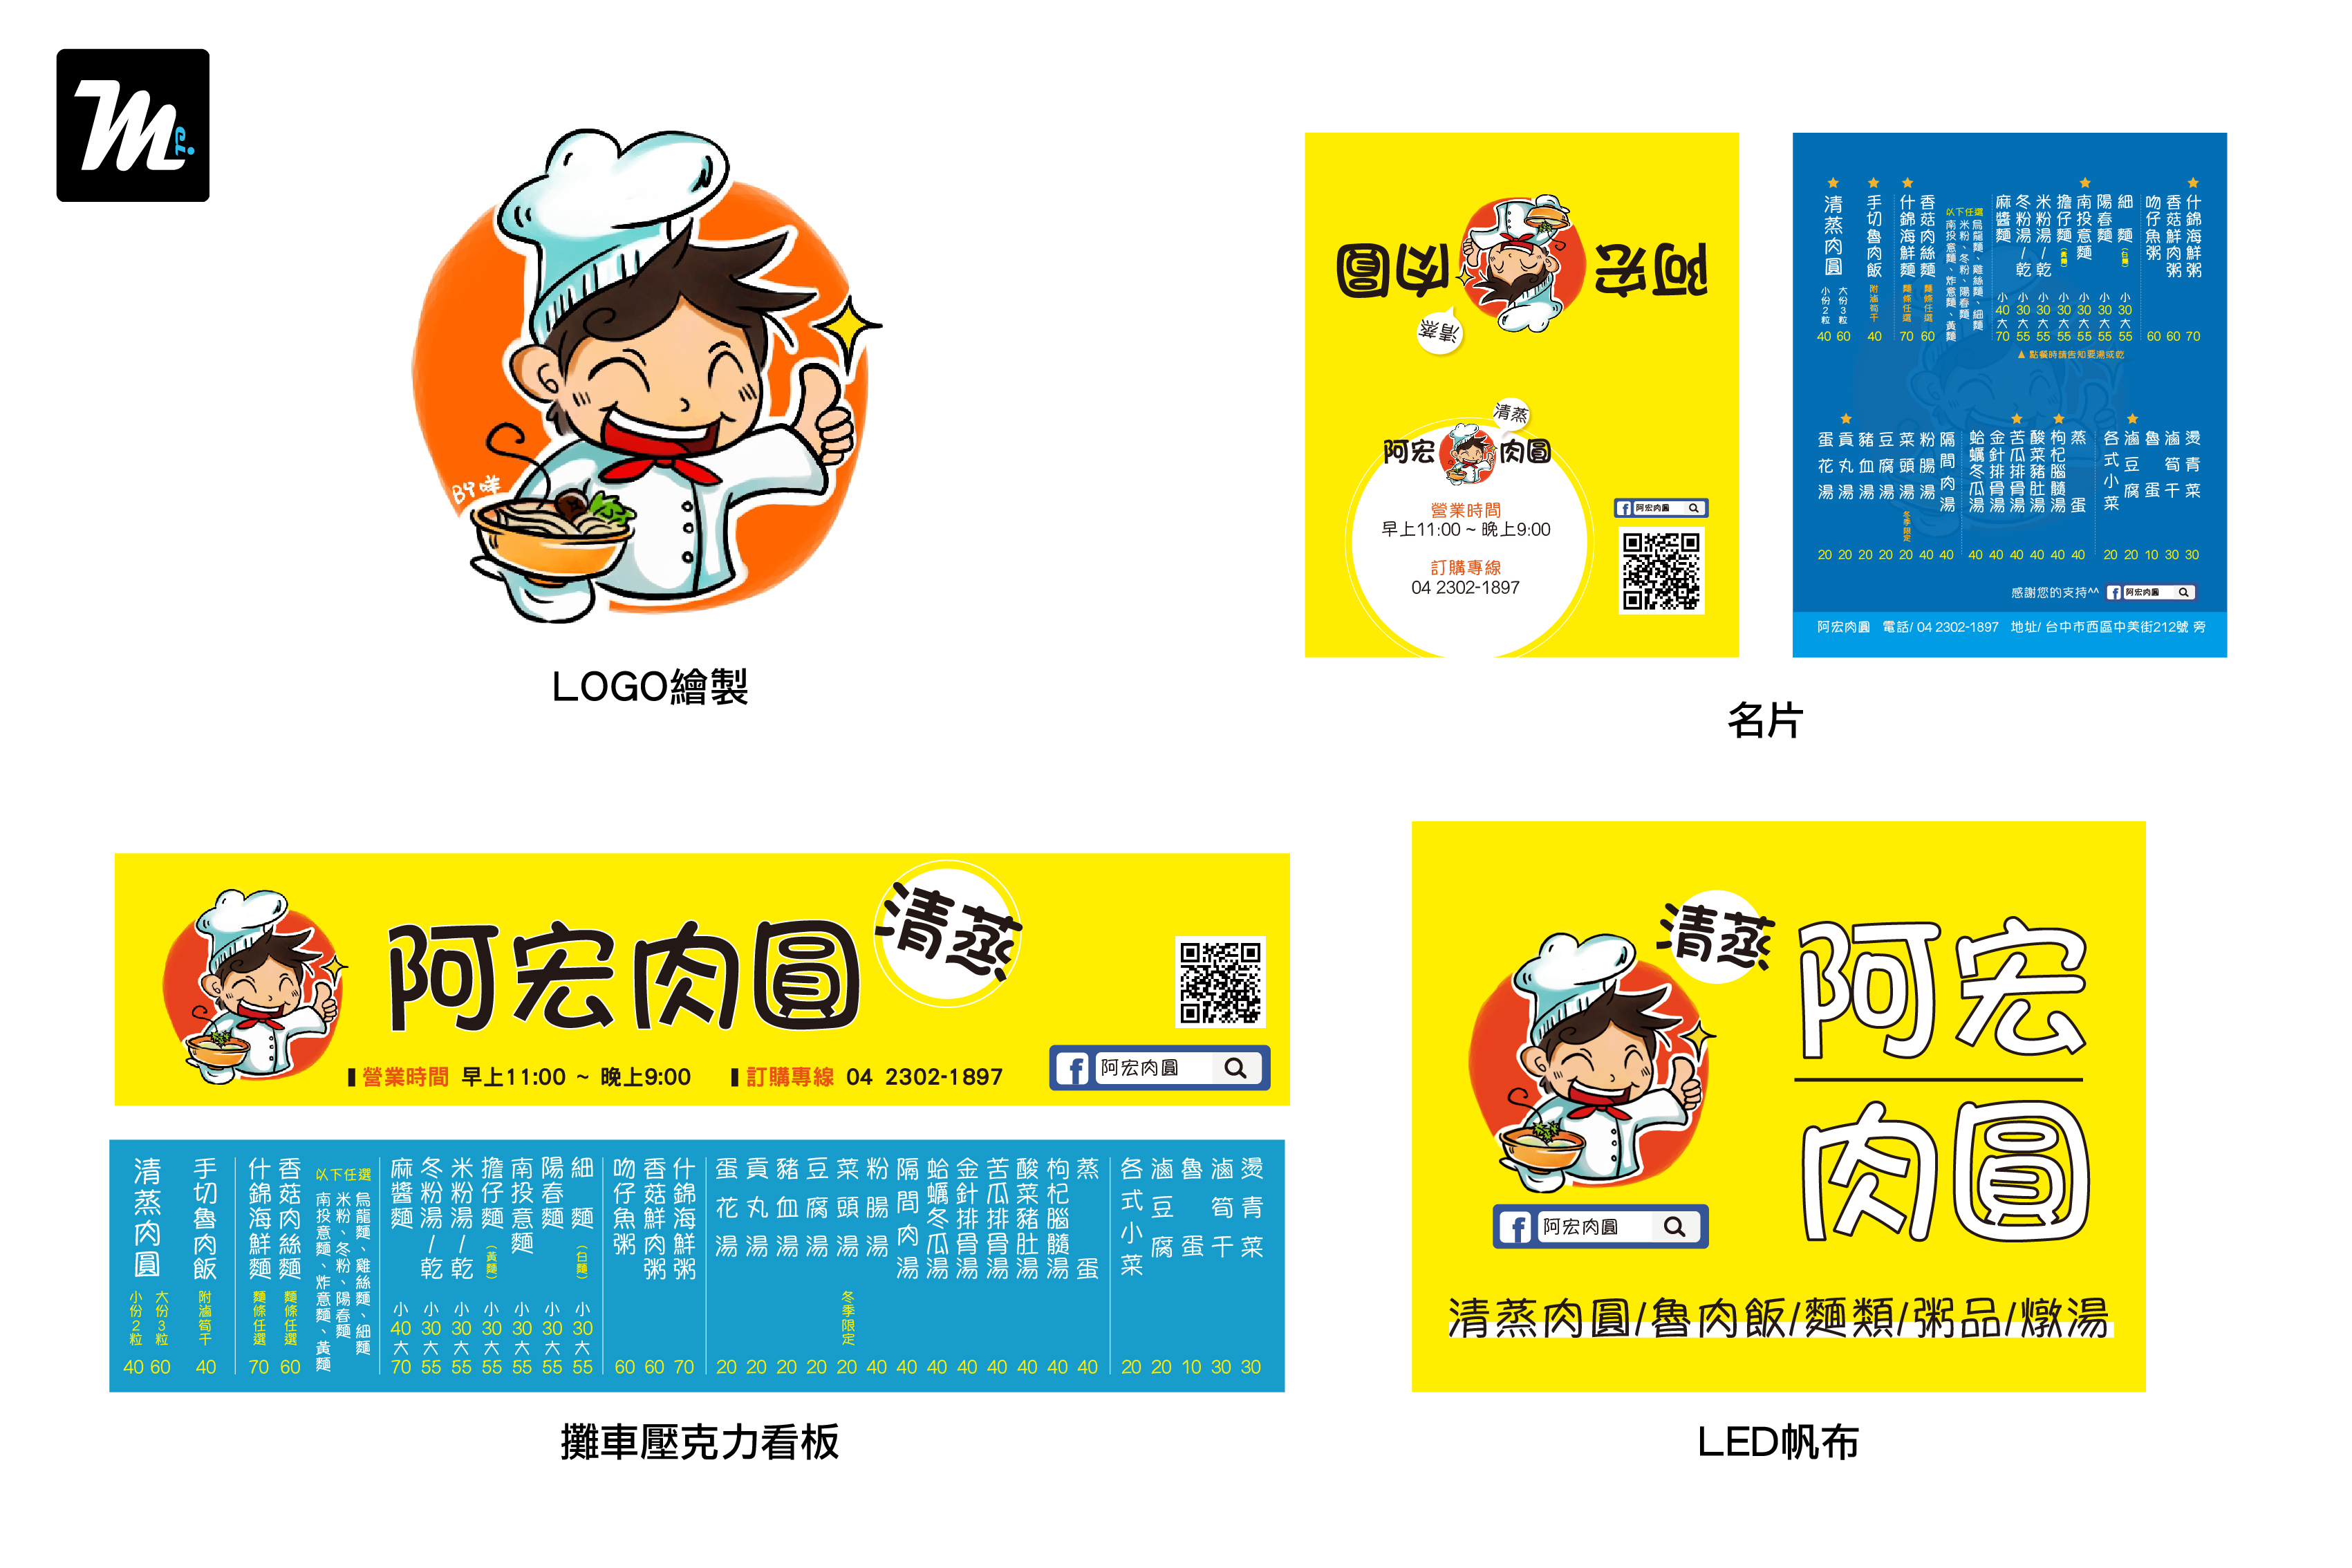 M.ei
B丫咩
LOGO繪製
阿宏肉圓
清蒸
清蒸
阿宏肉圓
營業時間
早上11:00 ~ 晚上9:00
訂購專線
04 2302-1897
f 阿宏肉圓
什錦海鮮粥 70
香菇鮮肉粥 60
吻仔魚粥 60
細麵(白麵) 小30大55
陽春麵 小30大55
南投意麵 小30大55
擔仔麵(黃麵) 小30大55
米粉湯/乾 小30大55
冬粉湯/乾 小30大55
麻醬麵 小40大70
▲ 點餐時請告知要湯或乾
以下任選
烏龍麵、雞絲麵、細麵
米粉、冬粉、陽春麵
南投意麵、炸意麵、黃麵
香菇肉絲麵 麵條任選 60
什錦海鮮麵 麵條任選 70
手切魯肉飯 附滷筍干 40
清蒸肉圓 大份3粒 60
小份2粒 40
燙青菜 30
滷筍干 30
魯蛋 10
滷豆腐 20
各式小菜 20
蒸蛋 40
枸杞腦髓湯 40
酸菜豬肚湯 40
苦瓜排骨湯 40
金針排骨湯 40
蛤蠣冬瓜湯 40
隔間肉湯 40
粉腸湯 40
菜頭湯 冬季限定 20
豆腐湯 20
豬血湯 20
貢丸湯 20
蛋花湯 20
感謝您的支持^^ f 阿宏肉圓
阿宏肉圓 電話/ 04 2302-1897 地址/ 台中市西區中美街212號 旁
名片
阿宏肉圓
清蒸
營業時間 早上11:00 ~ 晚上9:00 訂購專線 04 2302-1897
f 阿宏肉圓
燙青菜 30
滷筍干 30
魯蛋 10
滷豆腐 20
各式小菜 20
蒸蛋 40
枸杞腦髓湯 40
酸菜豬肚湯 40
苦瓜排骨湯 40
金針排骨湯 40
蛤蠣冬瓜湯 40
隔間肉湯 40
粉腸湯 40
菜頭湯 冬季限定 20
豆腐湯 20
豬血湯 20
貢丸湯 20
蛋花湯 20
什錦海鮮粥 70
香菇鮮肉粥 60
吻仔魚粥 60
細麵(白麵) 小30大55
陽春麵 小30大55
南投意麵 小30大55
擔仔麵(黃麵) 小30大55
米粉湯/乾 小30大55
冬粉湯/乾 小30大55
麻醬麵 小40大70
以下任選
烏龍麵、雞絲麵、細麵
米粉、冬粉、陽春麵
南投意麵、炸意麵、黃麵
香菇肉絲麵 麵條任選 60
什錦海鮮麵 麵條任選 70
手切魯肉飯 附滷筍干 40
清蒸肉圓 大份3粒 60
小份2粒 40
攤車壓克力看板
清蒸
阿宏
肉圓
f 阿宏肉圓
清蒸肉圓/魯肉飯/麵類/粥品/燉湯
LED帆布